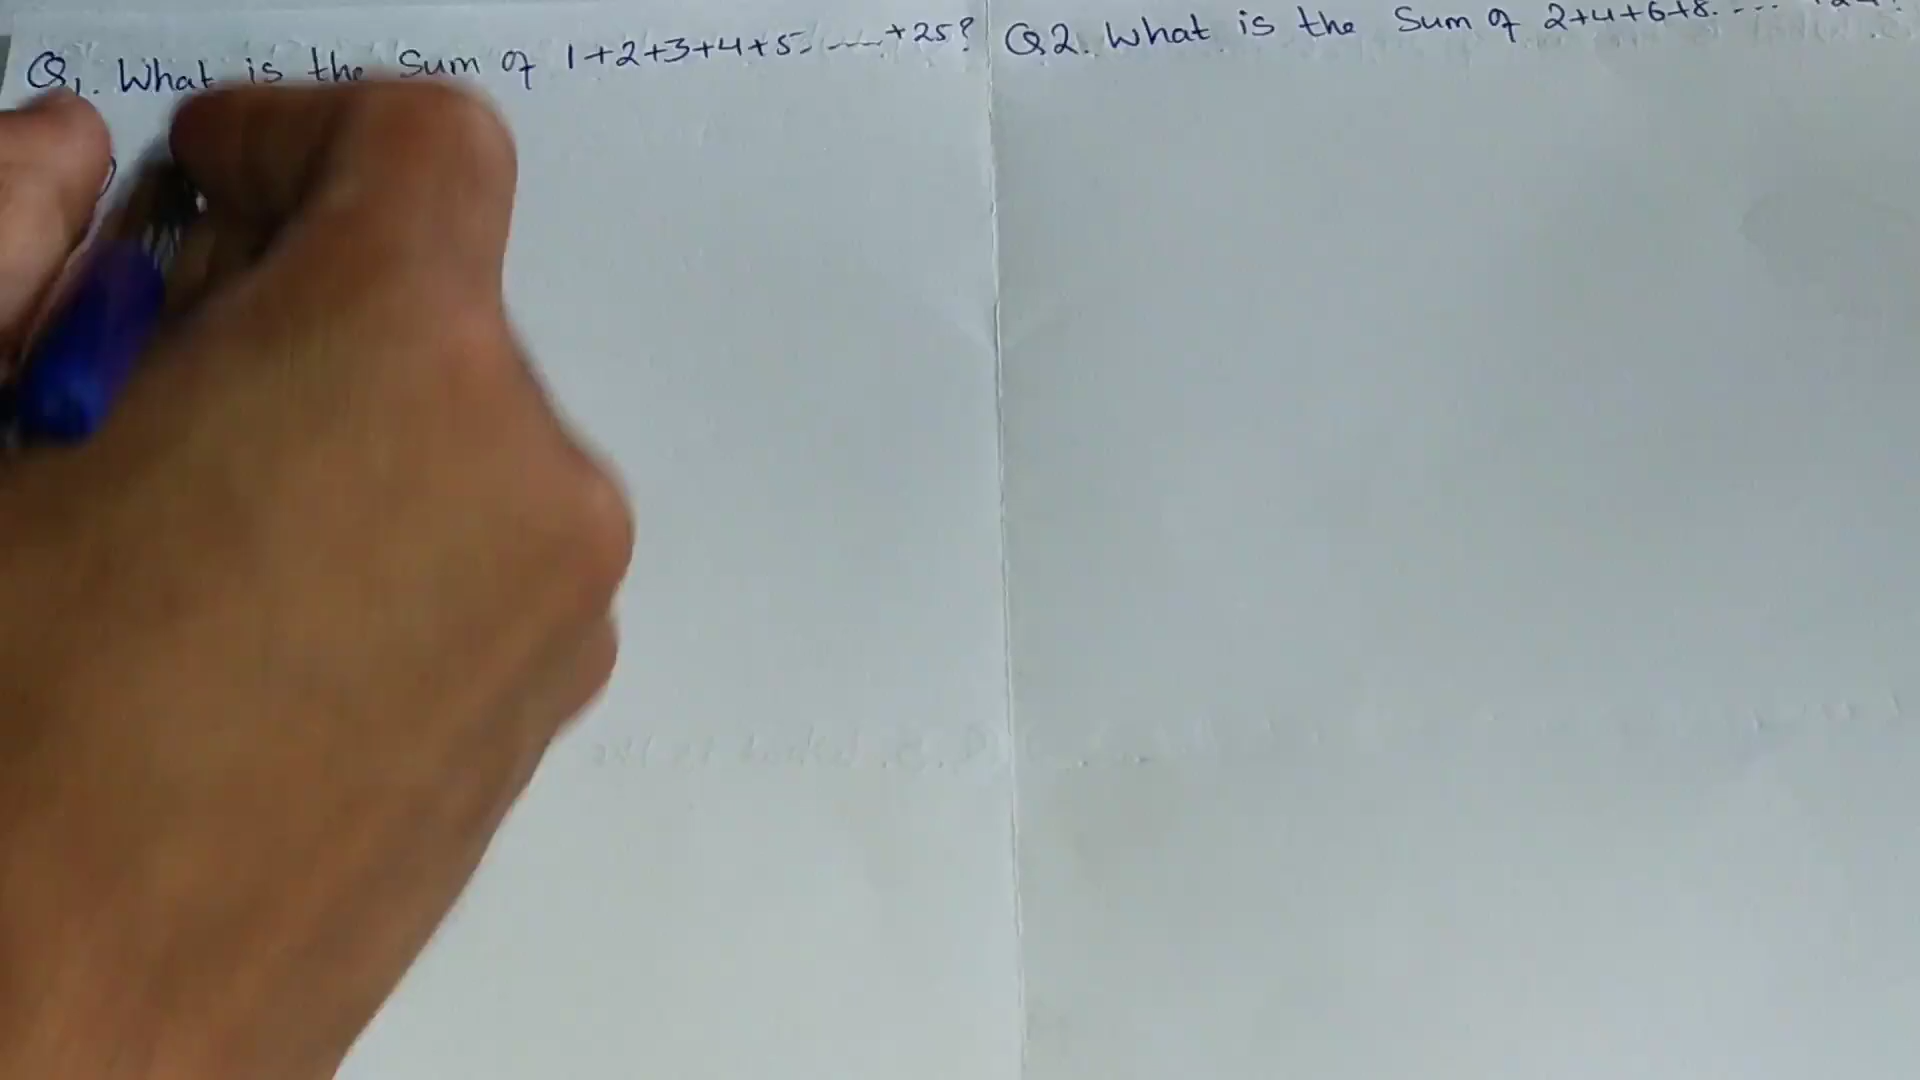 Q1. What is the Sum of 1+2+3+4+5.......+25?
Q2. What is the Sum of 2+4+6+8.....